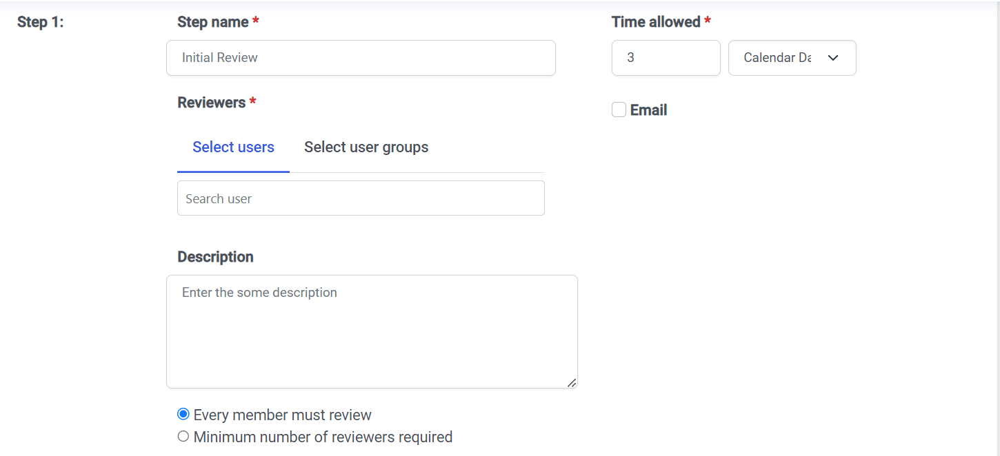 Step 1:
Step name *
Time allowed *
Initial Review
3
Calendar Da
Reviewers *
Email
Select users
Select user groups
Search user
Description
Enter the some description
Every member must review
Minimum number of reviewers required